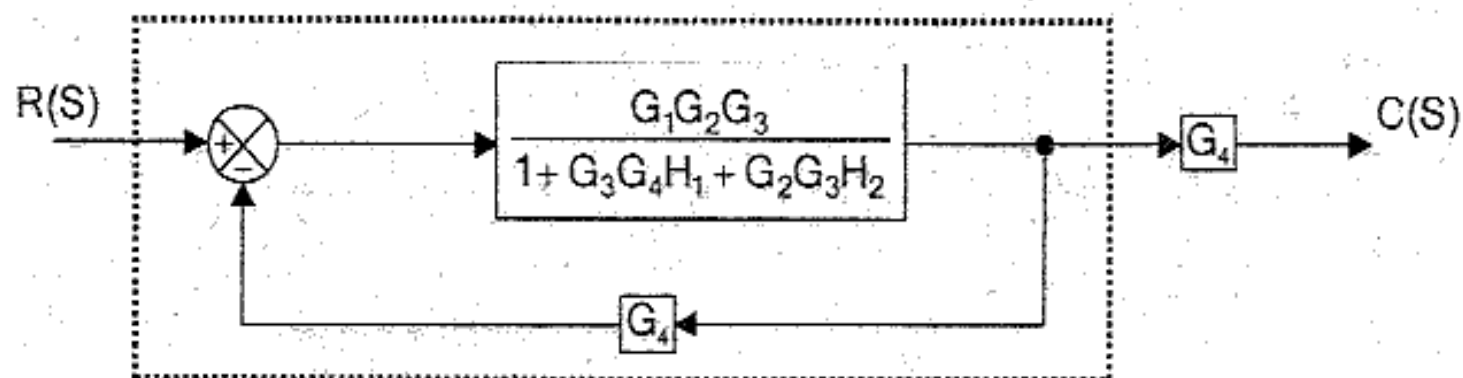 R(S)
+
−
G₁G₂G₃
1+ G₃G₄H₁ + G₂G₃H₂
G₄
C(S)
G₄